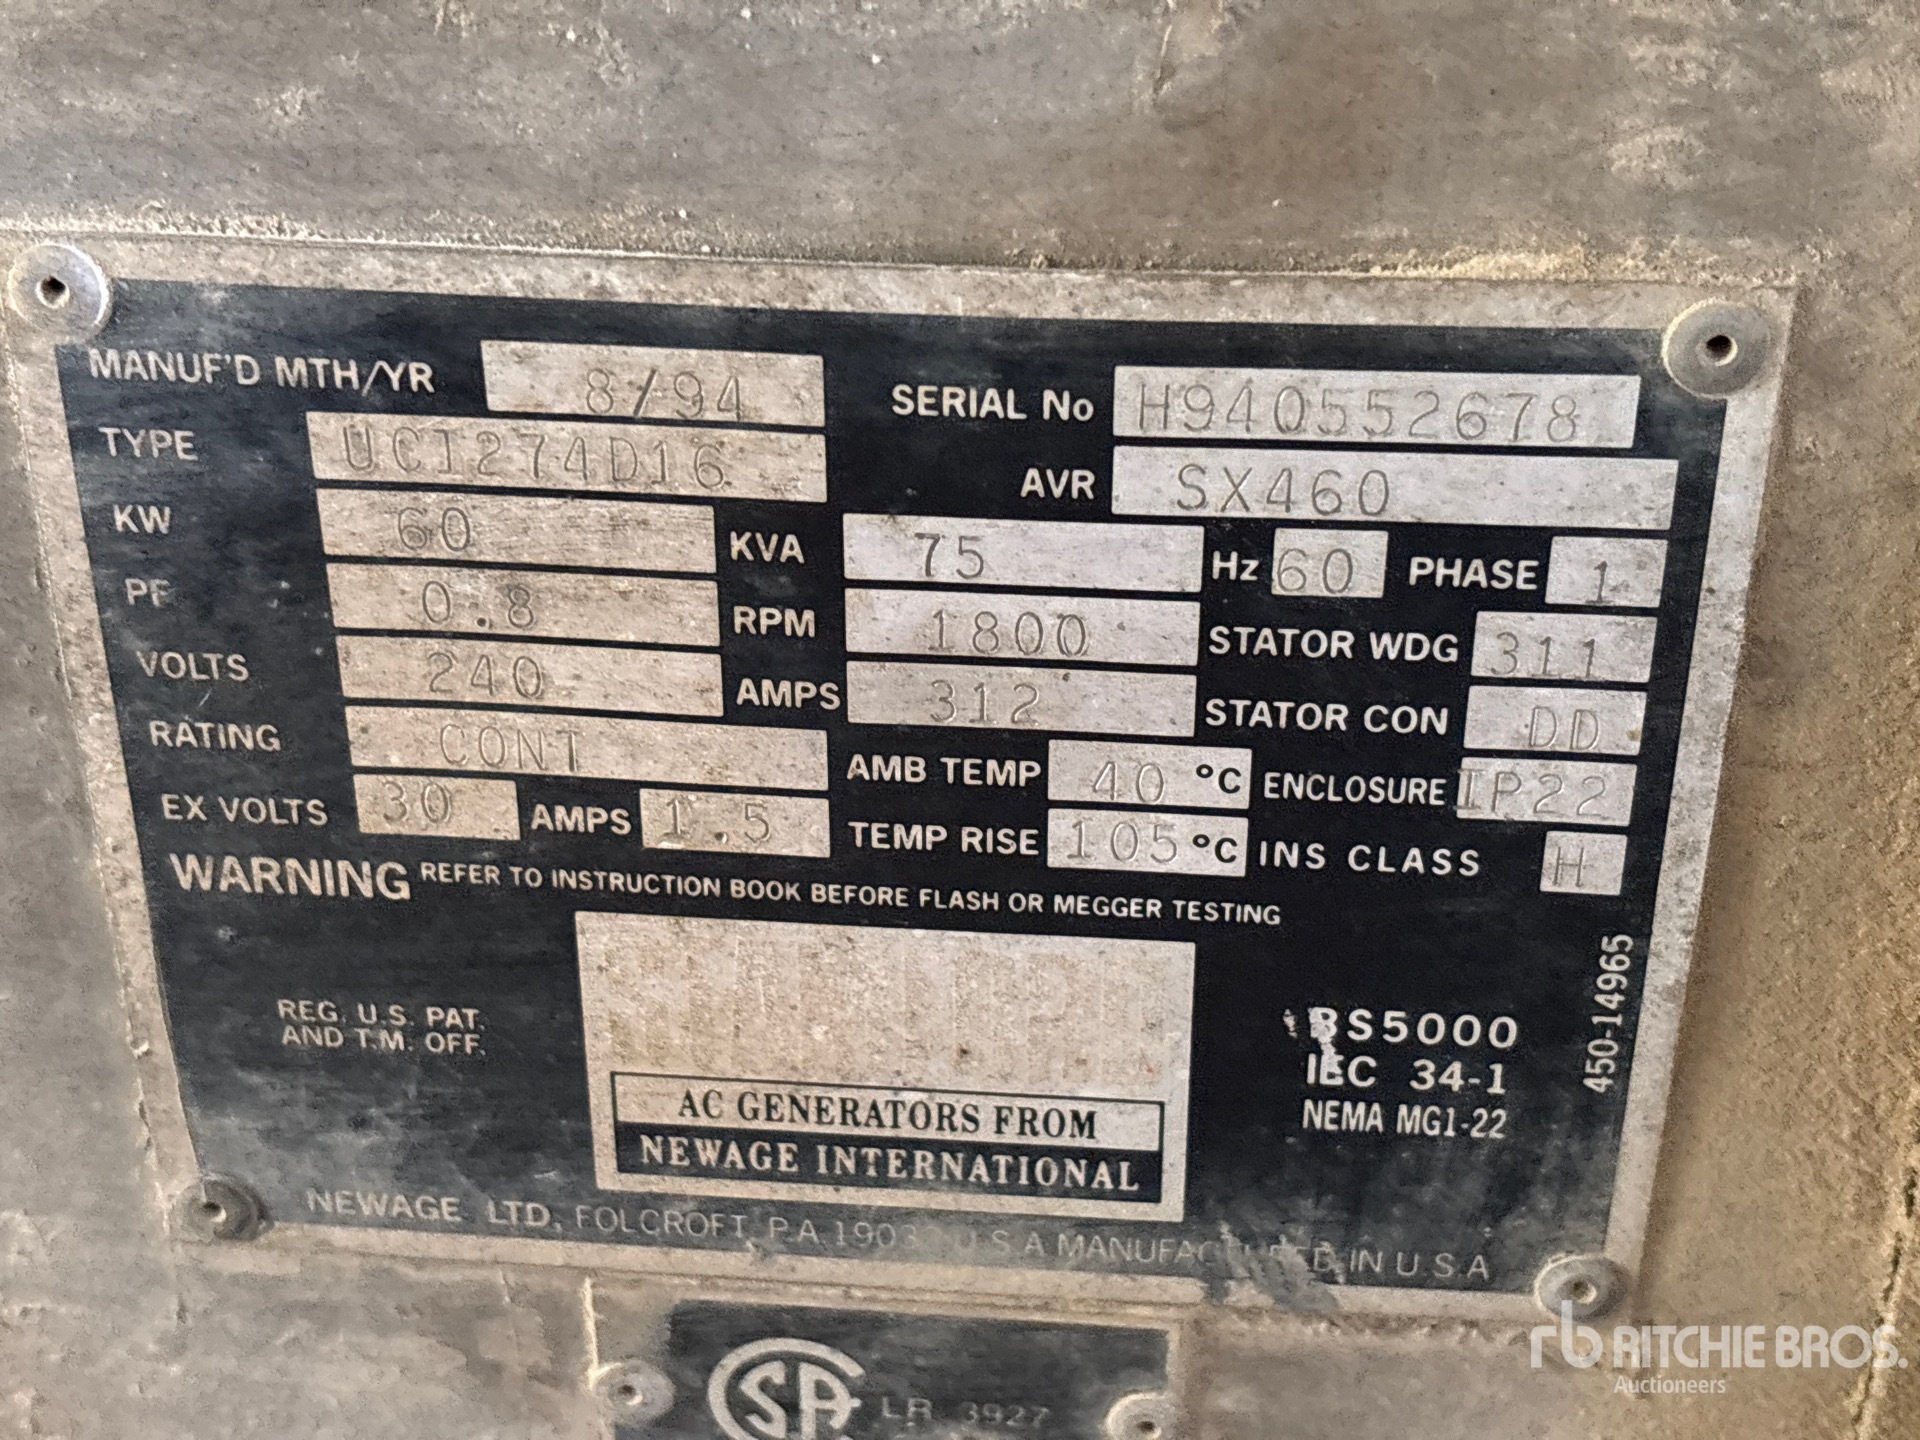 MANUF'D MTH/YR 8/94 SERIAL No H940552678
TYPE UCI274D16 AVR SX460
KW 60 KVA 75 Hz 60 PHASE 1
PF 0.8 RPM 1800 STATOR WDG 311
VOLTS 240 AMPS 312 STATOR CON DD
RATING CONT AMB TEMP 40 °C ENCLOSURE IP22
EX VOLTS 30 AMPS 1.5 TEMP RISE 105 °C INS CLASS H
WARNING REFER TO INSTRUCTION BOOK BEFORE FLASH OR MEGGER TESTING
REG. U.S. PAT.
AND T.M. OFF.
BS5000
IEC 34-1
NEMA MG1-22
450-14965
AC GENERATORS FROM
NEWAGE INTERNATIONAL
NEWAGE LTD, FOLCROFT, P.A. U.S.A MANUFACTURED IN U.S.A
SA LR 3927
rb RITCHIE BROS.
Auctioneers